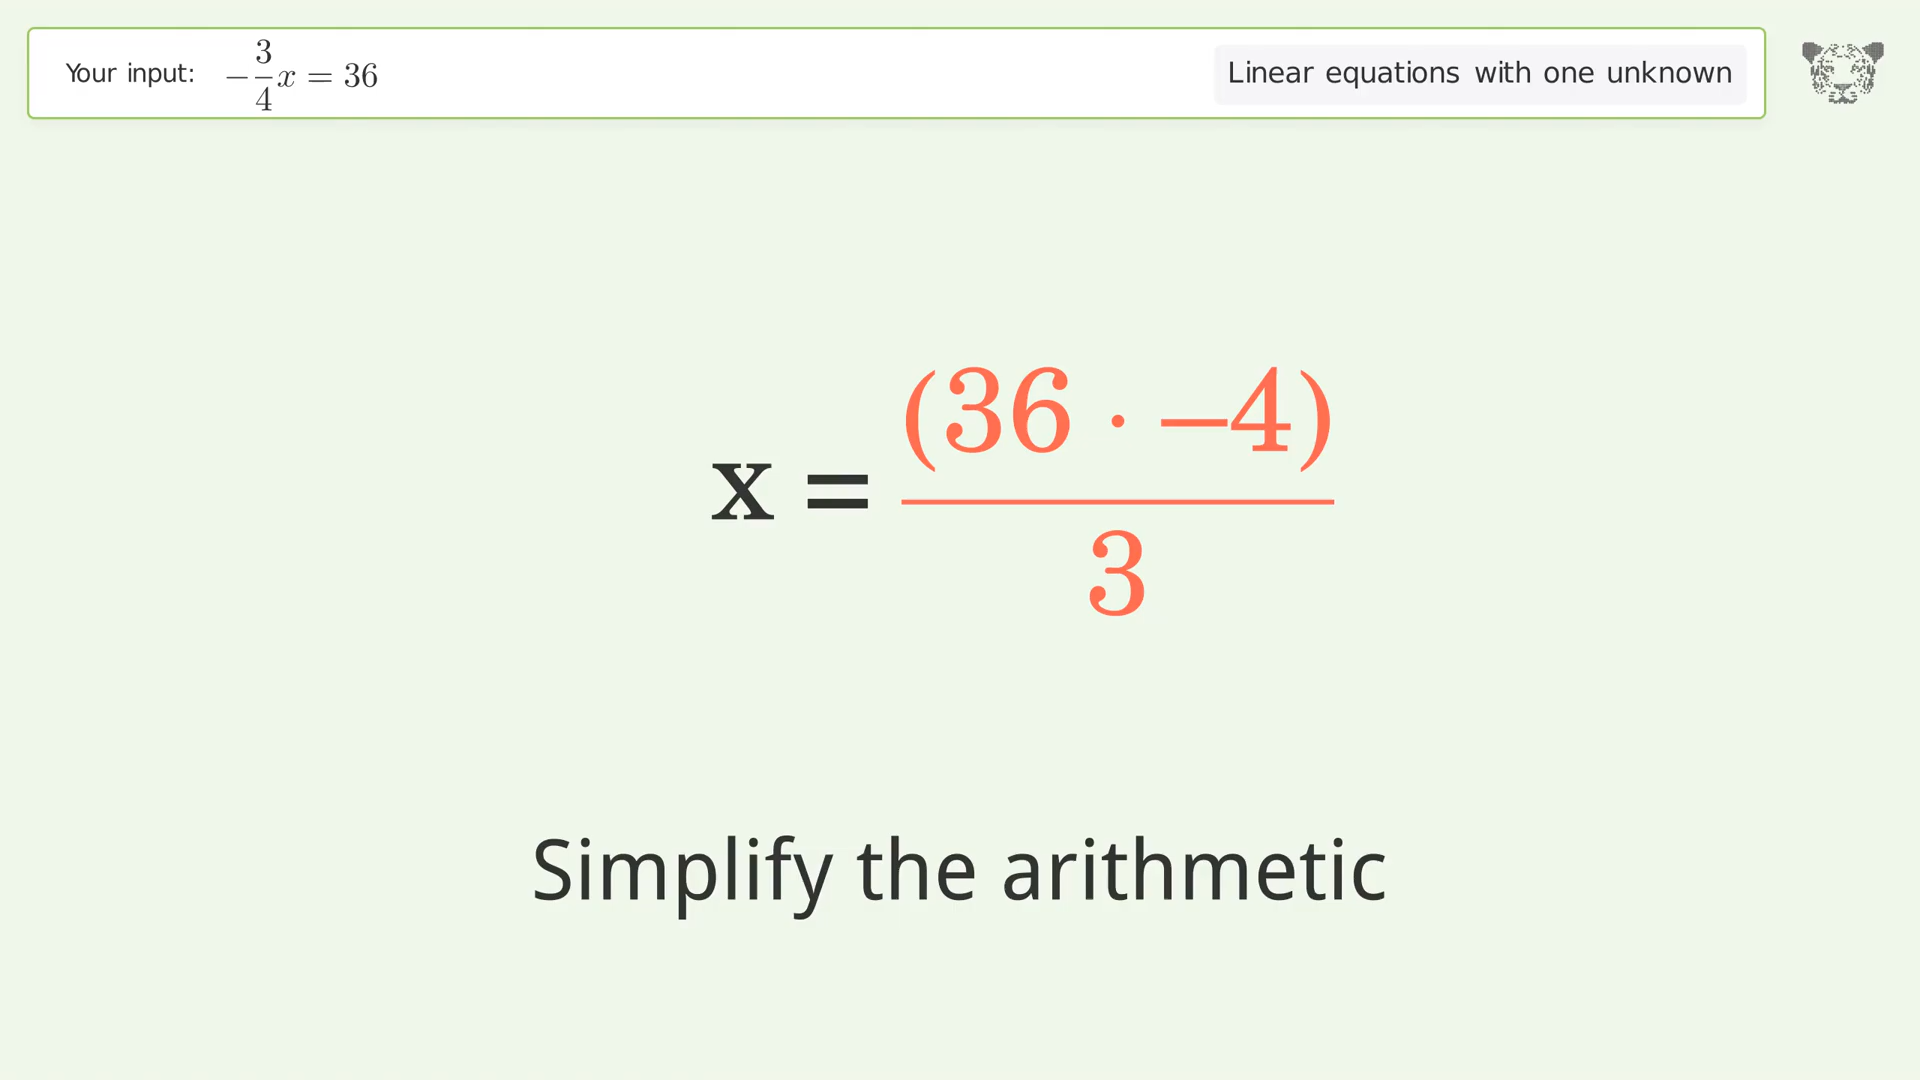 Your input: −3/4x = 36
Linear equations with one unknown
x = (36 · −4)/3
Simplify the arithmetic